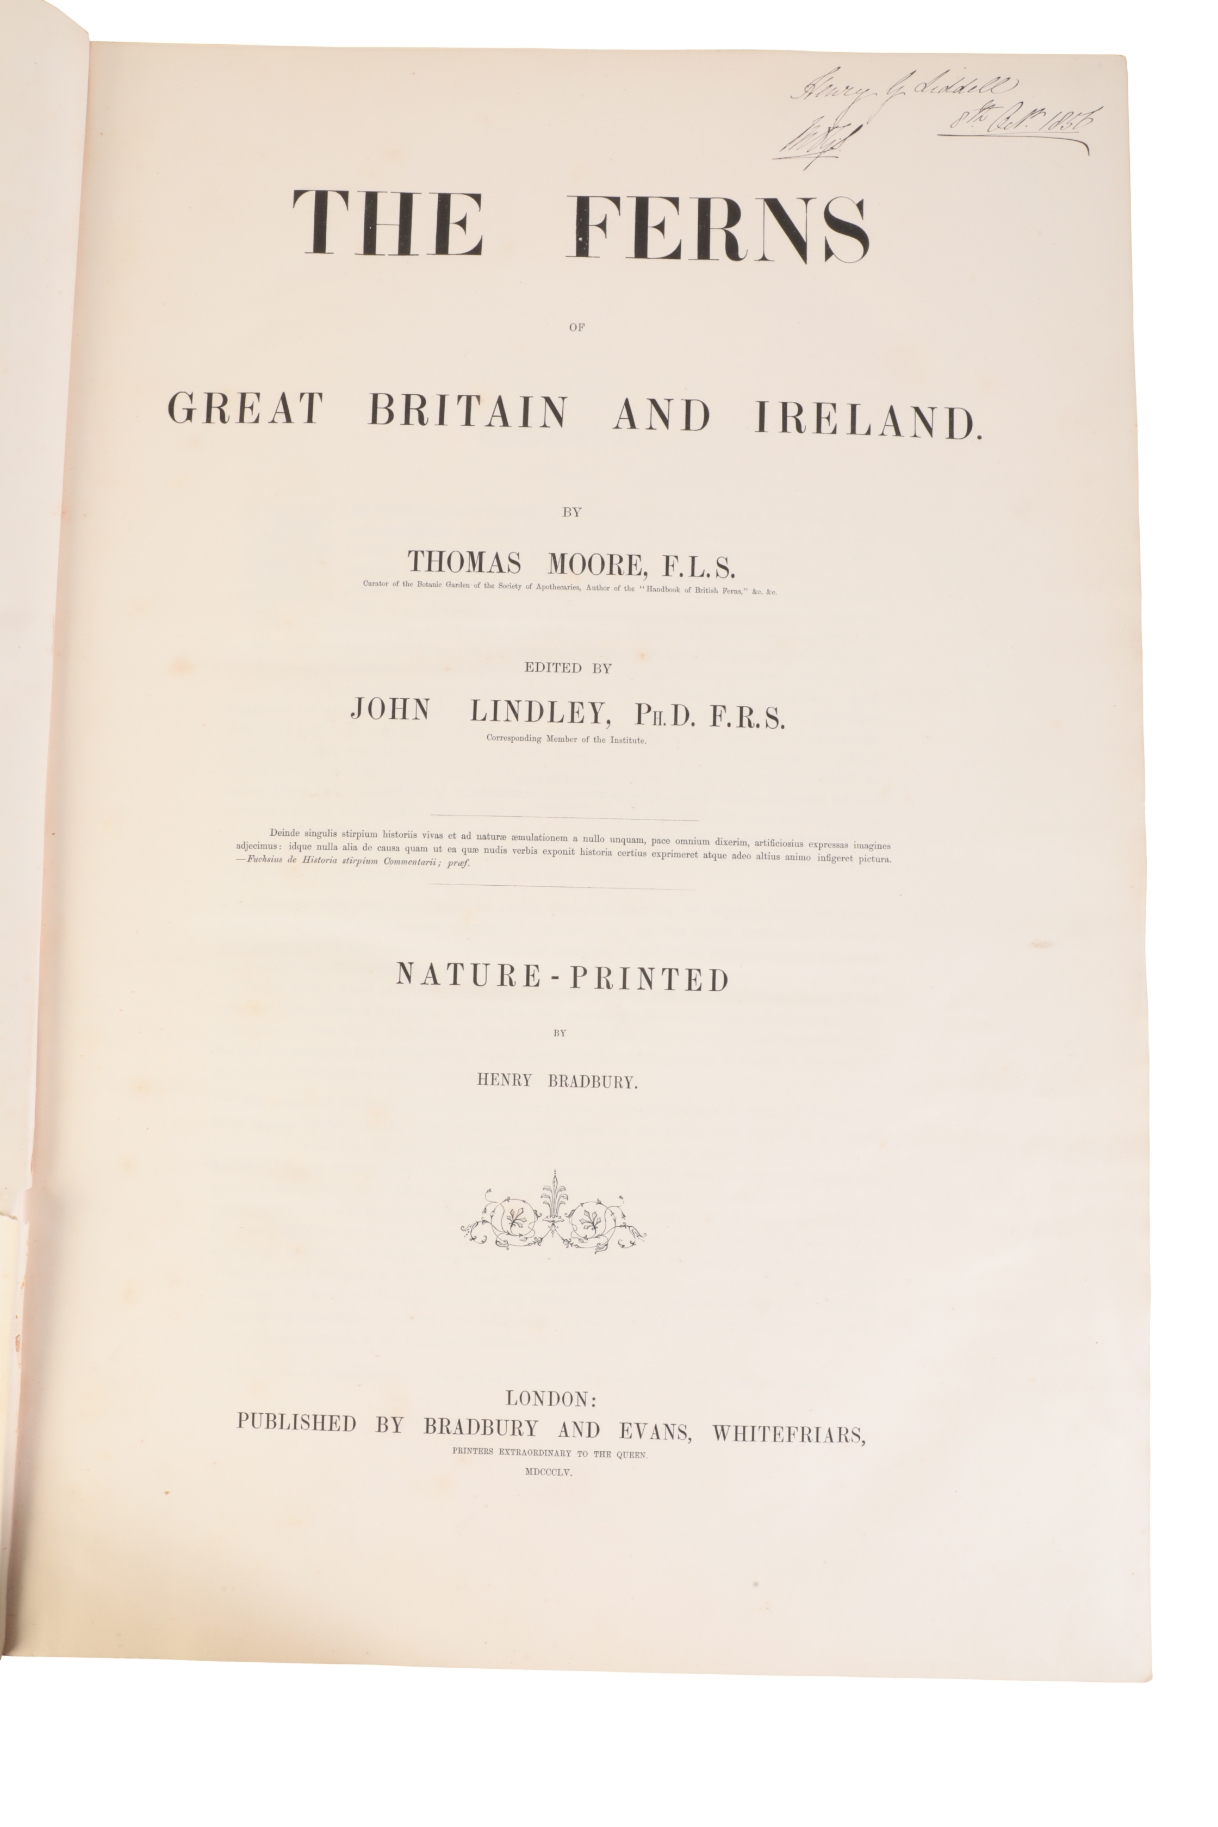 Henry G Liddell
8th Octr. 1856
THE FERNS
OF
GREAT BRITAIN AND IRELAND.
BY
THOMAS MOORE, F.L.S.
Curator of the Botanic Garden of the Society of Apothecaries, Author of the "Handbook of British Ferns," &c. &c.
EDITED BY
JOHN LINDLEY, PH.D. F.R.S.
Corresponding Member of the Institute.
Deinde singulis stirpium historiis vivas et ad naturæ æmulationem a nullo unquam, pace omnium dixerim, artificiosius expressas imagines
adjecimus: idque nulla alia de causa quam ut ea quæ nudis verbis exponit historia certius exprimeret atque adeo altius animo infigeret pictura.
—Fuchsius de Historia stirpium Commentarii; præf.
NATURE-PRINTED
BY
HENRY BRADBURY.
LONDON:
PUBLISHED BY BRADBURY AND EVANS, WHITEFRIARS,
PRINTERS EXTRAORDINARY TO THE QUEEN.
MDCCCLV.